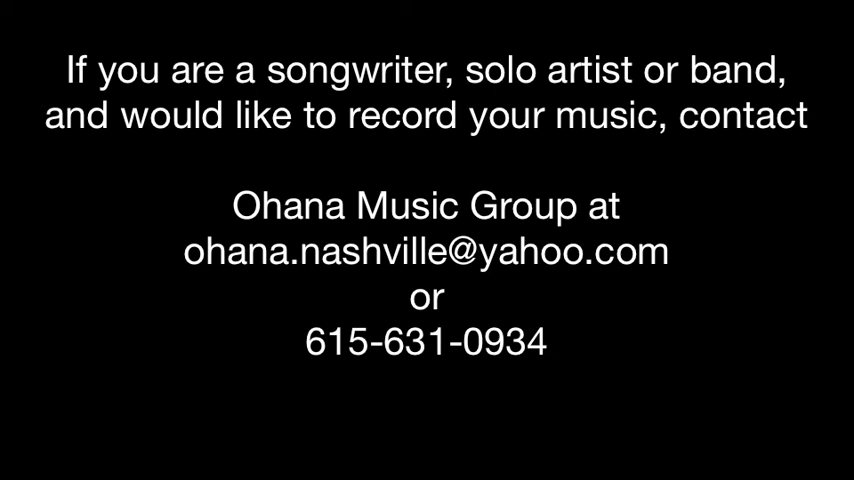 If you are a songwriter, solo artist or band,
and would like to record your music, contact
Ohana Music Group at
ohana.nashville@yahoo.com
or
615-631-0934